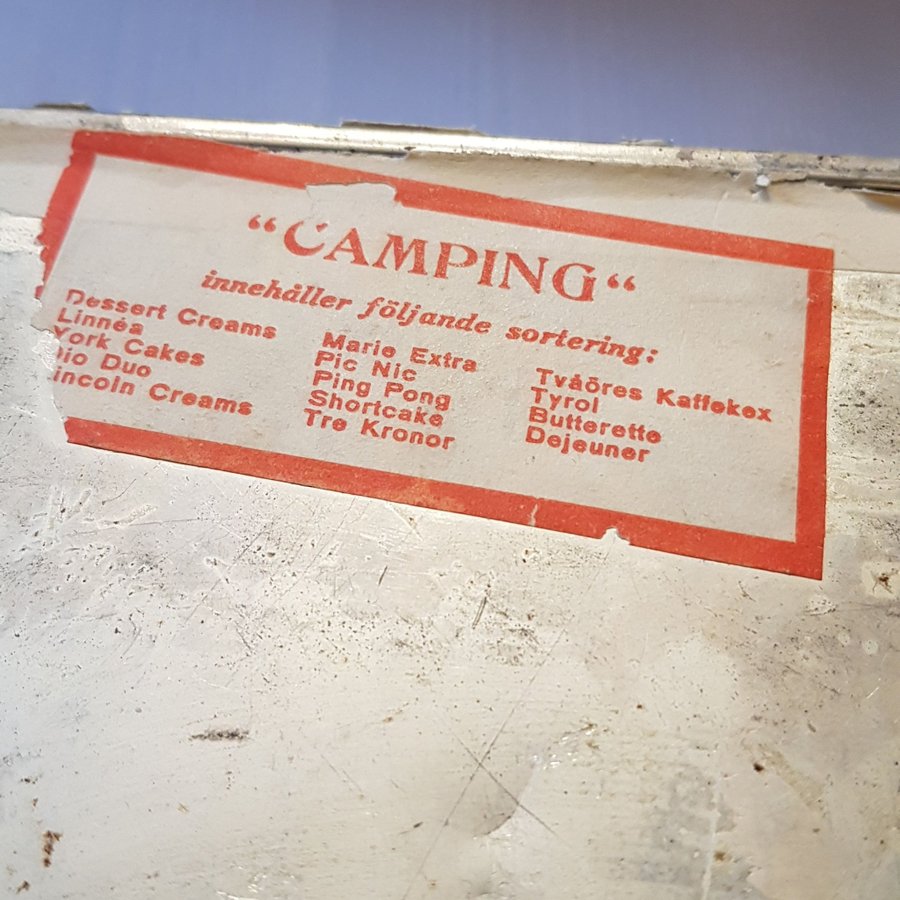 “CAMPING“
innehåller följande sortering:
Dessert Creams
Linnéa
York Cakes
Duo
Lincoln Creams
Marie Extra
Pic Nic
Ping Pong
Shortcake
Tre Kronor
Tvåöres Kaffekex
Tyrol
Butterette
Dejeuner